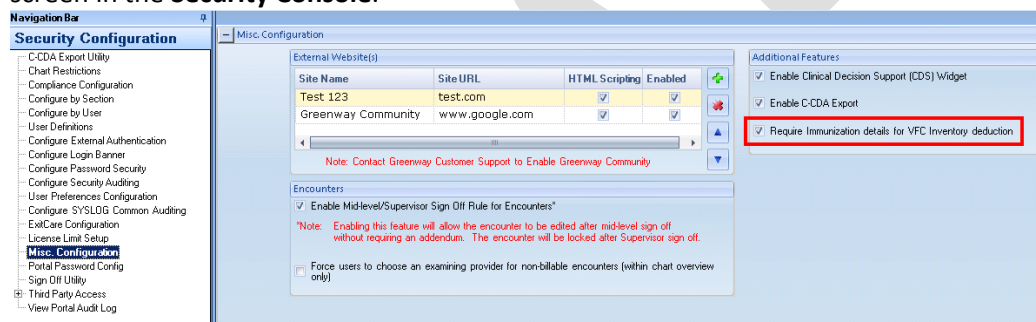 screen in the Security Console.
Navigation Bar
Security Configuration
C-CDA Export Utility
Chart Restrictions
Compliance Configuration
Configure by Section
Configure by User
User Definitions
Configure External Authentication
Configure Login Banner
Configure Password Security
Configure Security Auditing
User Preferences Configuration
Configure SYSLOG Common Auditing
ExitCare Configuration
License Limit Setup
Misc. Configuration
Portal Password Config
Sign Off Utility
Third Party Access
View Portal Audit Log
Misc. Configuration
External Website(s)
Site Name Site URL HTML Scripting Enabled
Test 123 test.com
Greenway Community www.google.com
Note: Contact Greenway Customer Support to Enable Greenway Community
Encounters
Enable Mid-level/Supervisor Sign Off Rule for Encounters*
*Note: Enabling this feature will allow the encounter to be edited after mid-level sign off
without requiring an addendum. The encounter will be locked after Supervisor sign off.
Force users to choose an examining provider for non-billable encounters (within chart overview
only)
Additional Features
Enable Clinical Decision Support (CDS) Widget
Enable C-CDA Export
Require Immunization details for VFC Inventory deduction